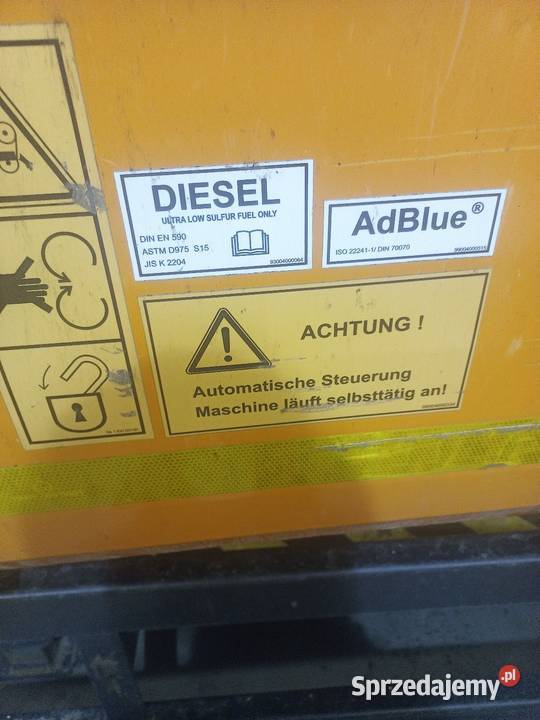 DIESEL
ULTRA LOW SULFUR FUEL ONLY
DIN EN 590
ASTM D975 S15
JIS K 2204
93004000064
AdBlue®
ISO 22241-1/ DIN 70070
ACHTUNG !
Automatische Steuerung
Maschine läuft selbsttätig an!
Sprzedajemy.pl